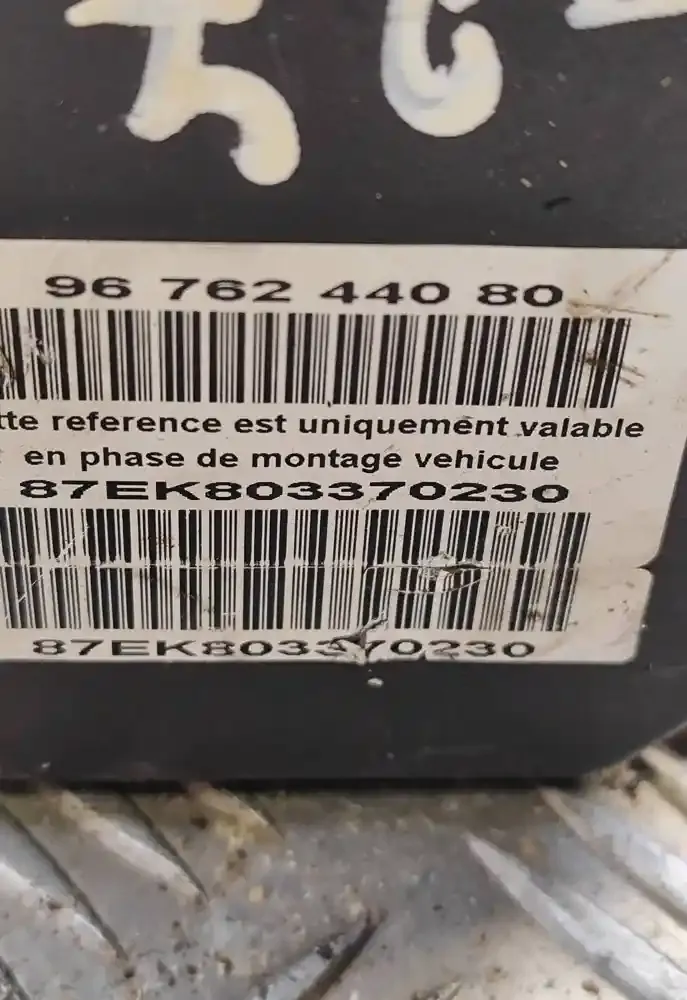 96 762 440 80
tte reference est uniquement valable
en phase de montage vehicule
87EK803370230
87EK803370230